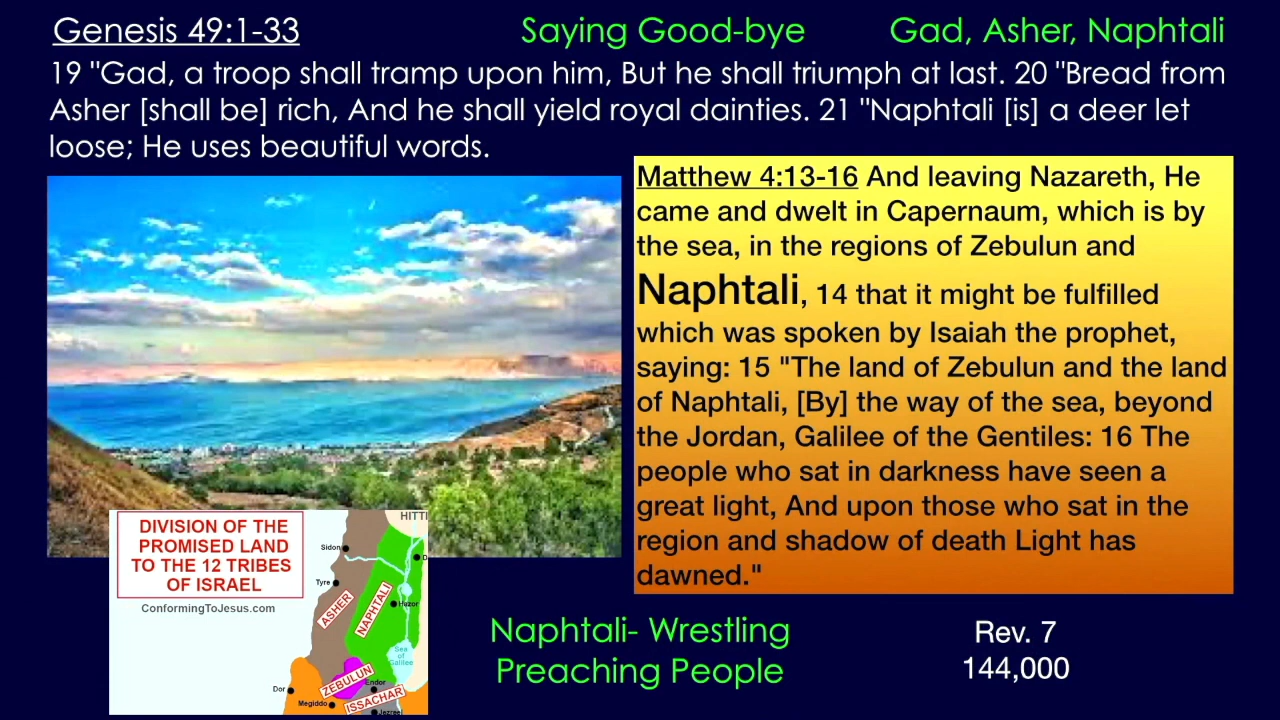 Genesis 49:1-33
Saying Good-bye
Gad, Asher, Naphtali
19 "Gad, a troop shall tramp upon him, But he shall triumph at last. 20 "Bread from
Asher [shall be] rich, And he shall yield royal dainties. 21 "Naphtali [is] a deer let
loose; He uses beautiful words.
Matthew 4:13-16 And leaving Nazareth, He
came and dwelt in Capernaum, which is by
the sea, in the regions of Zebulun and
Naphtali, 14 that it might be fulfilled
which was spoken by Isaiah the prophet,
saying: 15 "The land of Zebulun and the land
of Naphtali, [By] the way of the sea, beyond
the Jordan, Galilee of the Gentiles: 16 The
people who sat in darkness have seen a
great light, And upon those who sat in the
region and shadow of death Light has
dawned."
DIVISION OF THE
PROMISED LAND
TO THE 12 TRIBES
OF ISRAEL
ConformingToJesus.com
HITTI
Sidon
D
Tyre
ASHER
NAPHTALI
Hazor
Sea
of
Galilee
ZEBULUN
Endor
Dor
Megiddo
ISSACHAR
Jezreel
Naphtali- Wrestling
Preaching People
Rev. 7
144,000